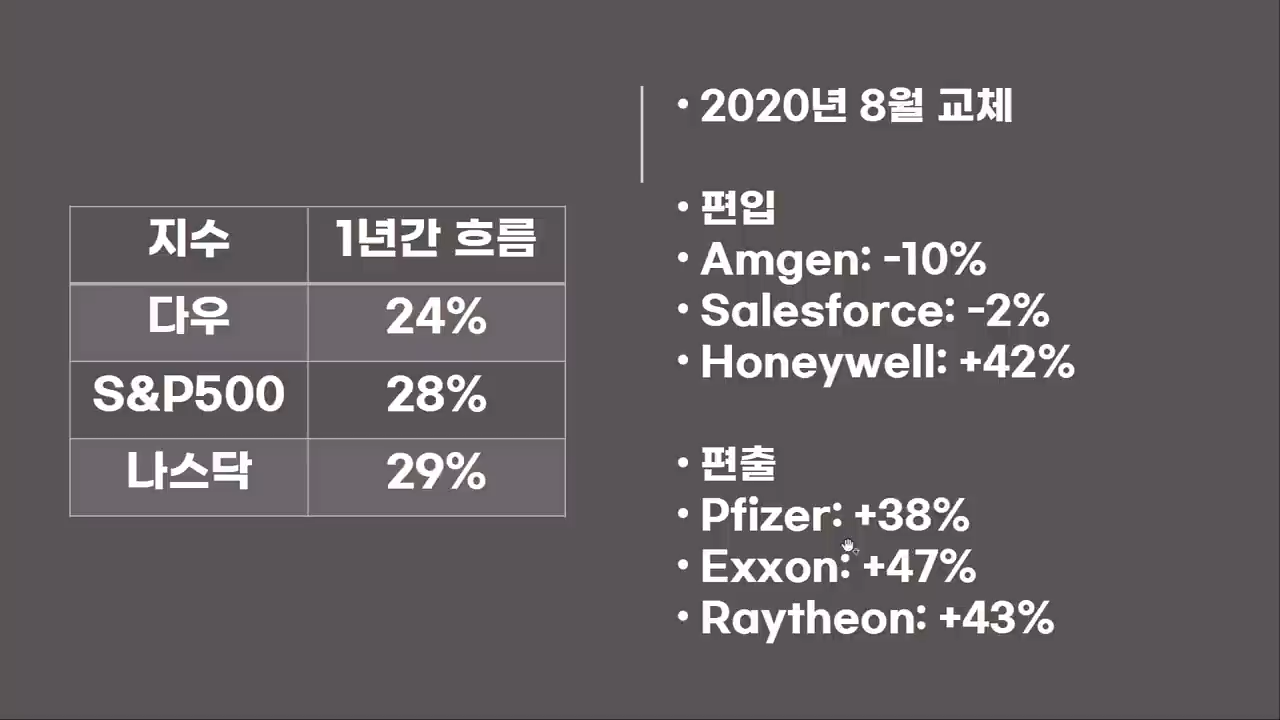 지수 1년간 흐름
다우 24%
S&P500 28%
나스닥 29%
• 2020년 8월 교체
• 편입
• Amgen: -10%
• Salesforce: -2%
• Honeywell: +42%
• 편출
• Pfizer: +38%
• Exxon: +47%
• Raytheon: +43%